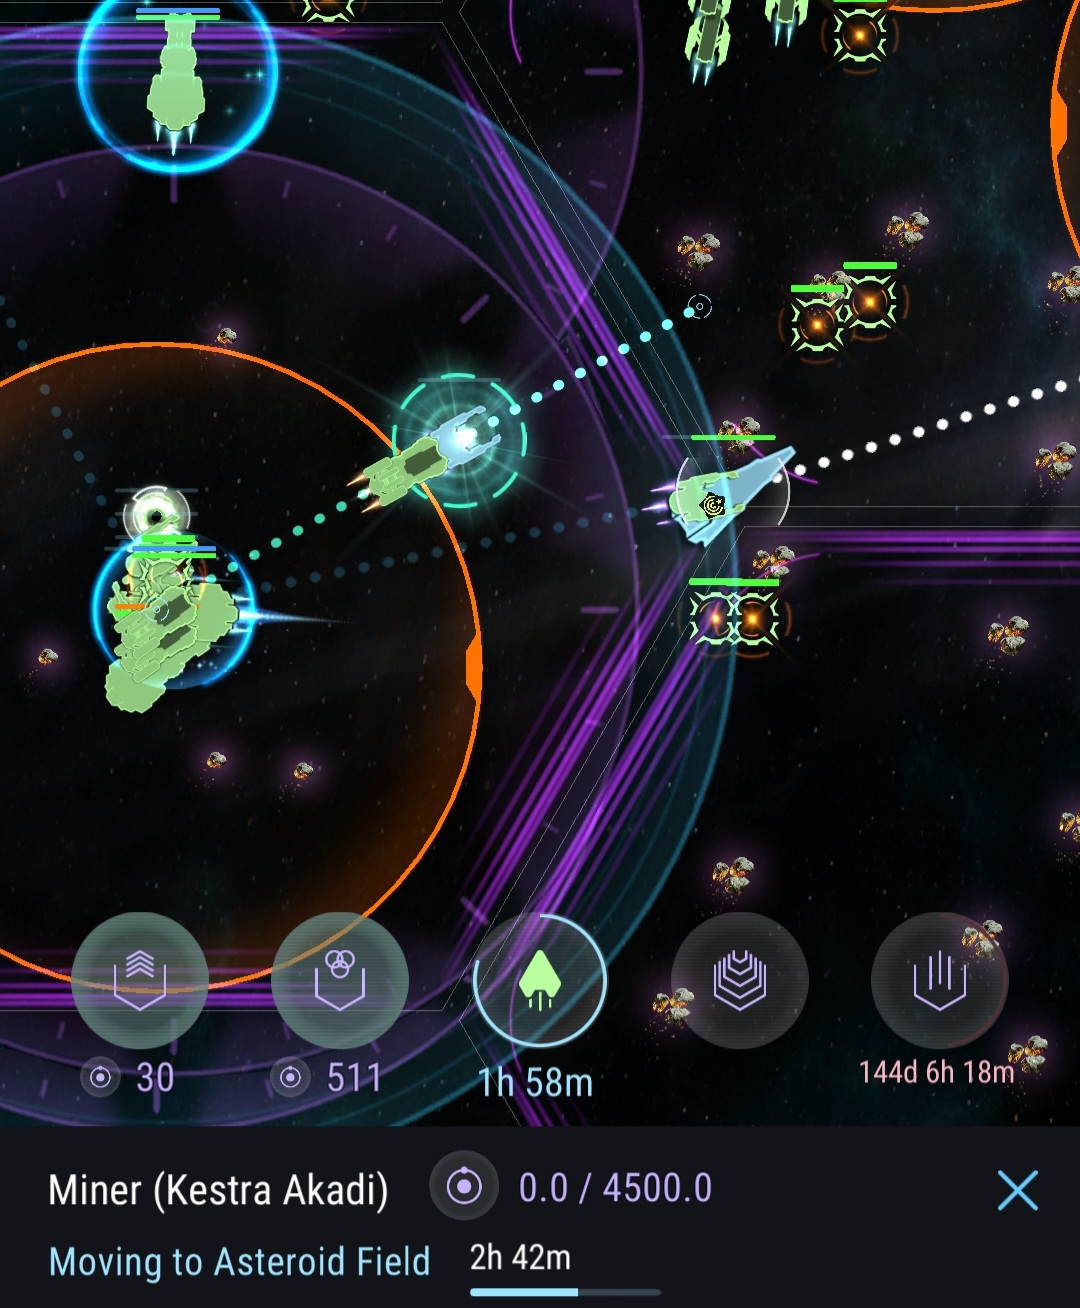 30
511
1h 58m
144d 6h 18m
Miner (Kestra Akadi)
0.0 / 4500.0
Moving to Asteroid Field
2h 42m